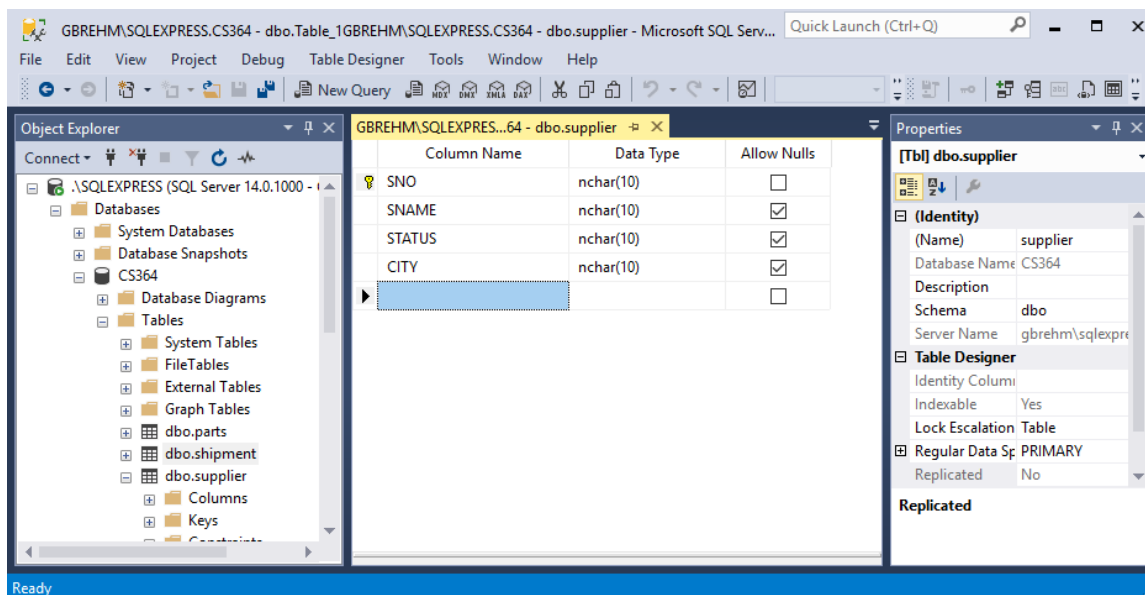 GBREHM\SQLEXPRESS.CS364 - dbo.Table_1GBREHM\SQLEXPRESS.CS364 - dbo.supplier - Microsoft SQL Serv...
Quick Launch (Ctrl+Q)
File Edit View Project Debug Table Designer Tools Window Help
New Query MDX DMX XMLA DAX
Object Explorer
Connect
.\SQLEXPRESS (SQL Server 14.0.1000 -
Databases
System Databases
Database Snapshots
CS364
Database Diagrams
Tables
System Tables
FileTables
External Tables
Graph Tables
dbo.parts
dbo.shipment
dbo.supplier
Columns
Keys
GBREHM\SQLEXPRES...64 - dbo.supplier
Column Name Data Type Allow Nulls
SNO nchar(10)
SNAME nchar(10)
STATUS nchar(10)
CITY nchar(10)
Properties
[Tbl] dbo.supplier
(Identity)
(Name) supplier
Database Name CS364
Description
Schema dbo
Server Name gbrehm\sqlexpre
Table Designer
Identity Colum
Indexable Yes
Lock Escalation Table
Regular Data Sp PRIMARY
Replicated No
Replicated
Ready